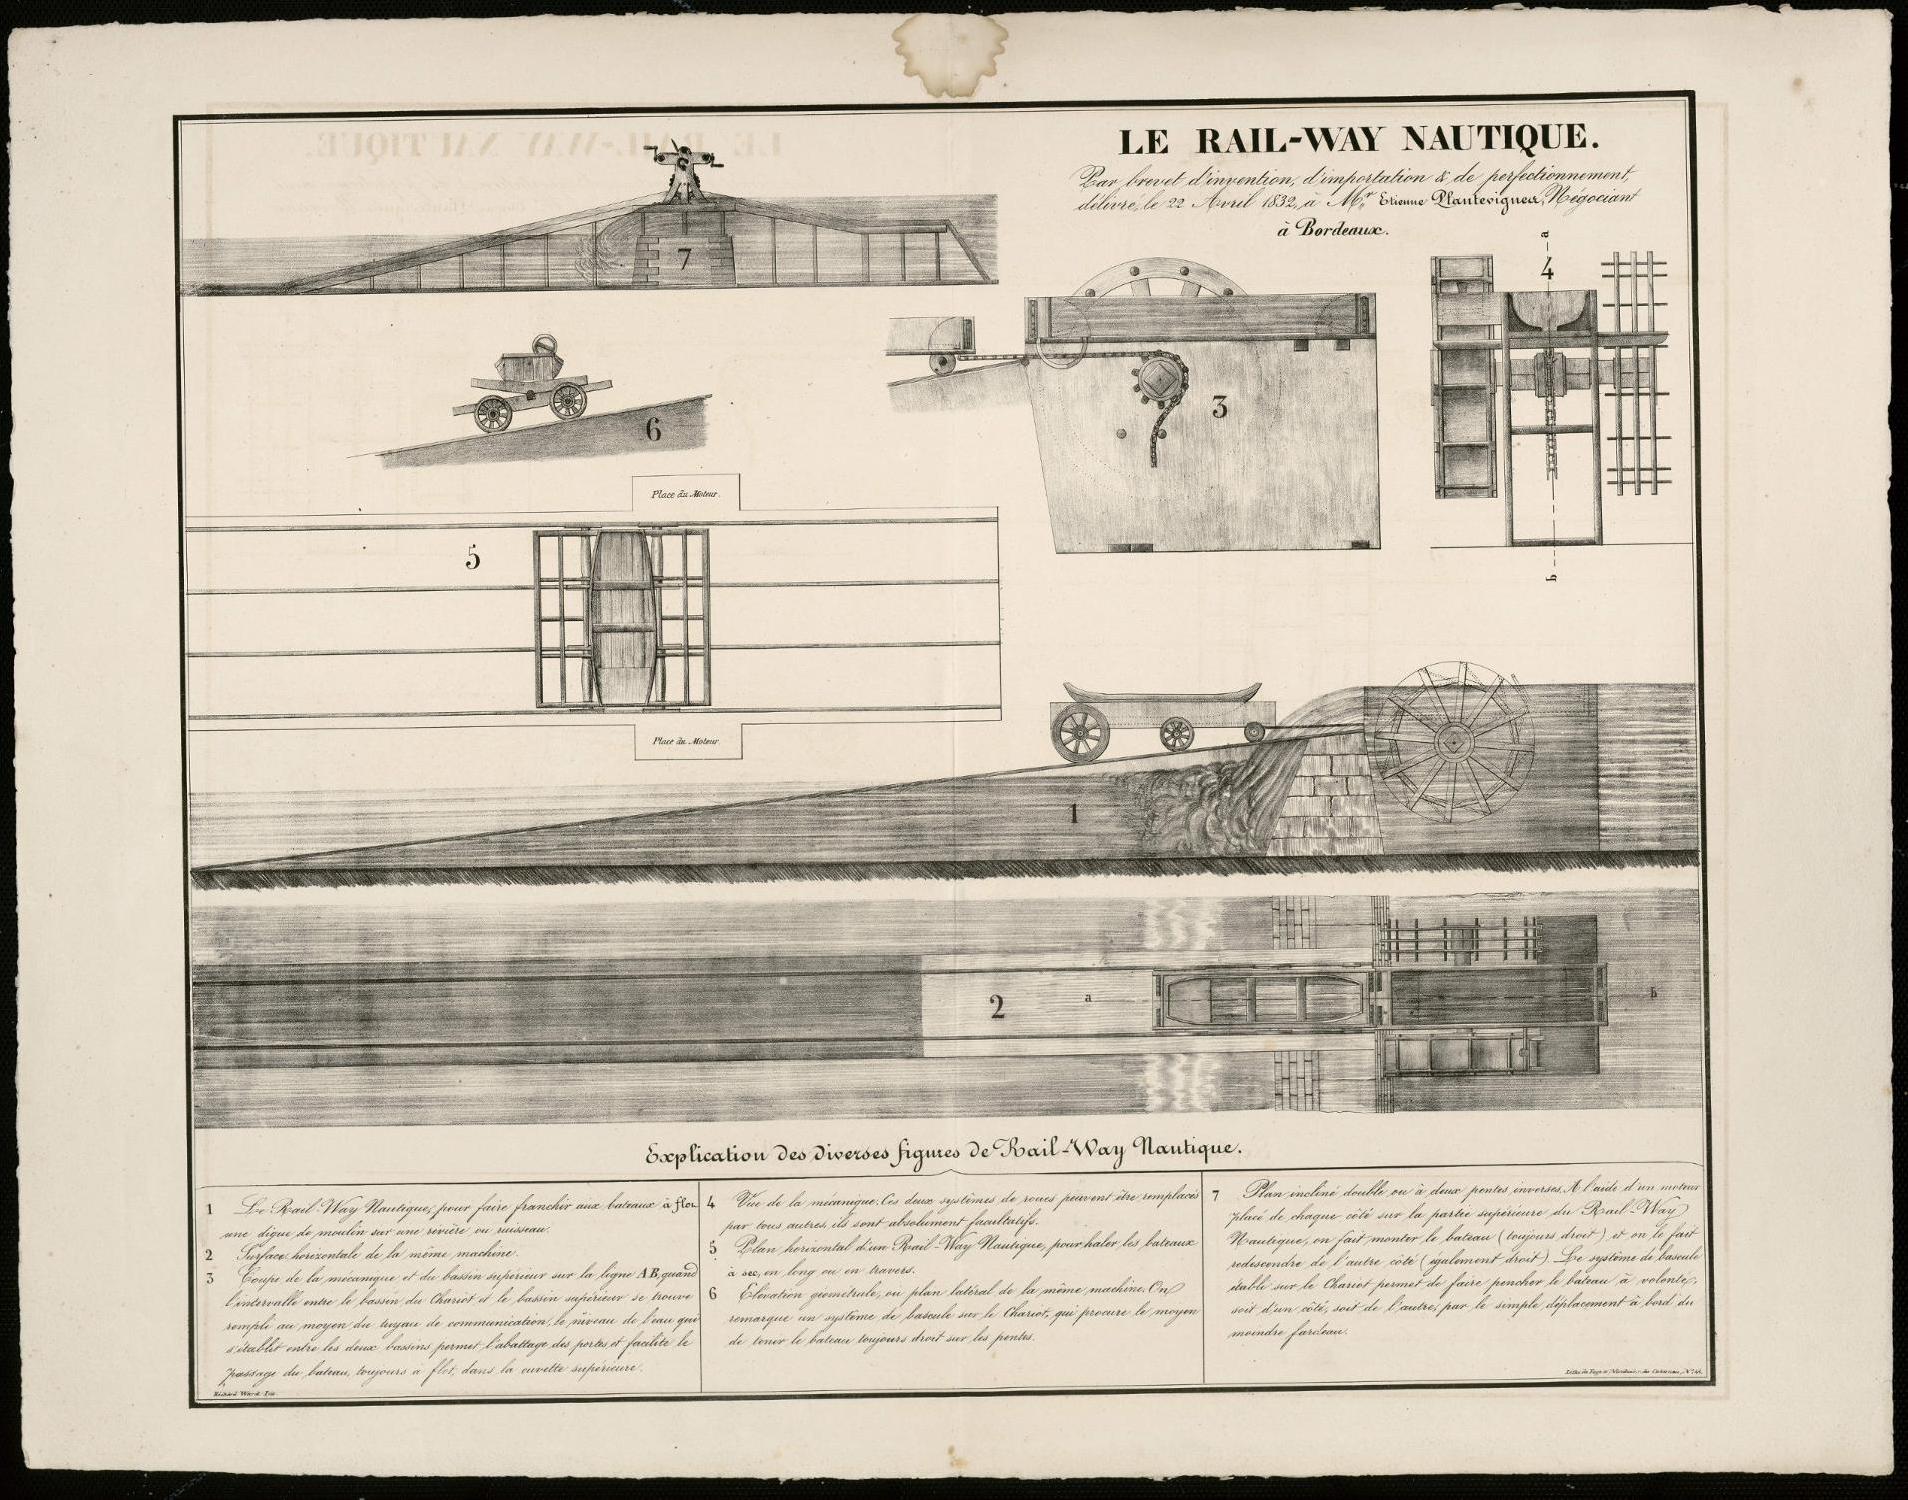 LE RAIL-WAY NAUTIQUE.
Par brevet d'invention, d'importation & de perfectionnement,
délivré, le 22 Avril 1832, à Mr. Etienne Plantevigneur, Négociant
à Bordeaux.
7
a
4
3
6
b
Place du Moteur.
5
Place du Moteur.
1
2
a
b
Explication des diverses figures de Rail-Way Nautique.
1 Le Rail-Way Nautique, pour faire franchir aux bateaux à flot
une digue de moulin sur une rivière ou ruisseau.
2 Surface horizontale de la même machine.
3 Coupe de la mécanique et du bassin supérieur sur la ligne AB, quand
l'intervalle entre le bassin du Chariot et le bassin supérieur se trouve
rempli au moyen du tuyau de communication, le niveau de l'eau qui
s'établit entre les deux bassins permet l'abattage des portes et facilite le
passage du bateau, toujours à flot, dans la cuvette supérieure.
4 Vue de la mécanique. Ces deux systèmes de roues peuvent être remplacés
par tous autres, ils sont absolument facultatifs.
5 Plan horizontal d'un Rail-Way Nautique, pour haler les bateaux
à sec, en long ou en travers.
6 Elévation géometrale, ou plan latéral de la même machine. On
remarque un système de bascule sur le Chariot, qui procure le moyen
de tenir le bateau toujours droit sur les pentes.
7 Plan incliné double ou à deux pentes inverses. A l'aide d'un moteur
placé de chaque côté sur la partie supérieure du Rail-Way
Nautique, on fait monter le bateau (toujours droit) et on le fait
redescendre de l'autre côté (également droit). Le système de bascule
établi sur le Chariot permet de faire pencher le bateau à volonté,
soit d'un côté, soit de l'autre, par le simple déplacement à bord du
moindre fardeau.